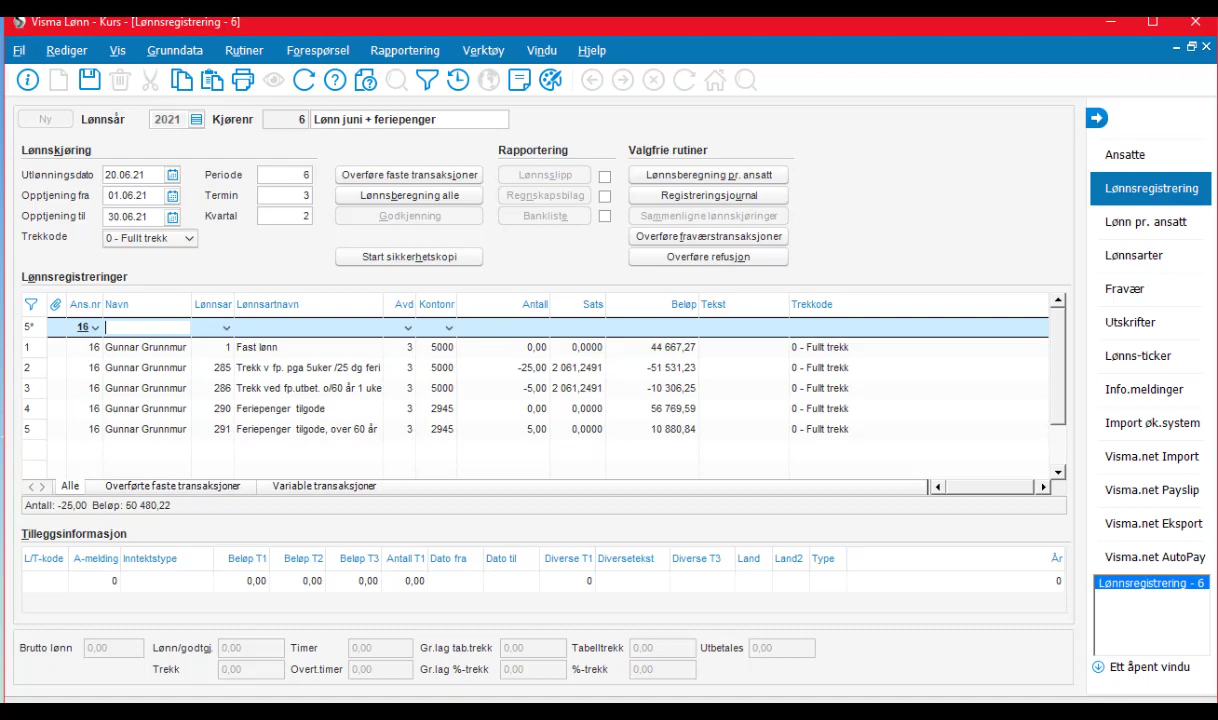 Visma Lønn - Kurs - [Lønnsregistrering - 6]
Fil Rediger Vis Grunndata Rutiner Forespørsel Rapportering Verktøy Vindu Hjelp
Ny Lønnsår 2021 Kjørenr 6 Lønn juni + feriepenger
Lønnskjøring Rapportering Valgfrie rutiner
Utlønningsdato 20.06.21 Periode 6 Overføre faste transaksjoner Lønnsslipp Lønnsberegning pr. ansatt
Opptjening fra 01.06.21 Termin 3 Lønnsberegning alle Regnskapsbilag Registreringsjournal
Opptjening til 30.06.21 Kvartal 2 Godkjenning Bankliste Sammenligne lønnskjøringer
Trekkode 0 - Fullt trekk Overføre fraværstransaksjoner
Start sikkerhetskopi Overføre refusjon
Lønnsregistreringer
Ans.nr Navn Lønnsar Lønnsartnavn Avd Kontonr Antall Sats Beløp Tekst Trekkode
5* 16
1 16 Gunnar Grunnmur 1 Fast lønn 3 5000 0,00 0,0000 44 667,27 0 - Fullt trekk
2 16 Gunnar Grunnmur 285 Trekk v fp. pga 5uker /25 dg feri 3 5000 -25,00 2 061,2491 -51 531,23 0 - Fullt trekk
3 16 Gunnar Grunnmur 286 Trekk ved fp.utbet. o/60 år 1 uke 3 5000 -5,00 2 061,2491 -10 306,25 0 - Fullt trekk
4 16 Gunnar Grunnmur 290 Feriepenger tilgode 3 2945 0,00 0,0000 56 769,59 0 - Fullt trekk
5 16 Gunnar Grunnmur 291 Feriepenger tilgode, over 60 år 3 2945 5,00 0,0000 10 880,84 0 - Fullt trekk
Alle Overførte faste transaksjoner Variable transaksjoner
Antall: -25,00 Beløp: 50 480,22
Tilleggsinformasjon
L/T-kode A-melding Inntektstype Beløp T1 Beløp T2 Beløp T3 Antall T1 Dato fra Dato til Diverse T1 Diversetekst Diverse T3 Land Land2 Type År
0 0,00 0,00 0,00 0,00 0 0
Brutto lønn 0,00 Lønn/godtgj. 0,00 Timer 0,00 Gr.lag tab.trekk 0,00 Tabelltrekk 0,00 Utbetales 0,00
Trekk 0,00 Overt.timer 0,00 Gr.lag %-trekk 0,00 %-trekk 0,00
Ansatte
Lønnsregistrering
Lønn pr. ansatt
Lønnsarter
Fravær
Utskrifter
Lønns-ticker
Info.meldinger
Import øk.system
Visma.net Import
Visma.net Payslip
Visma.net Eksport
Visma.net AutoPay
Lønnsregistrering - 6
Ett åpent vindu